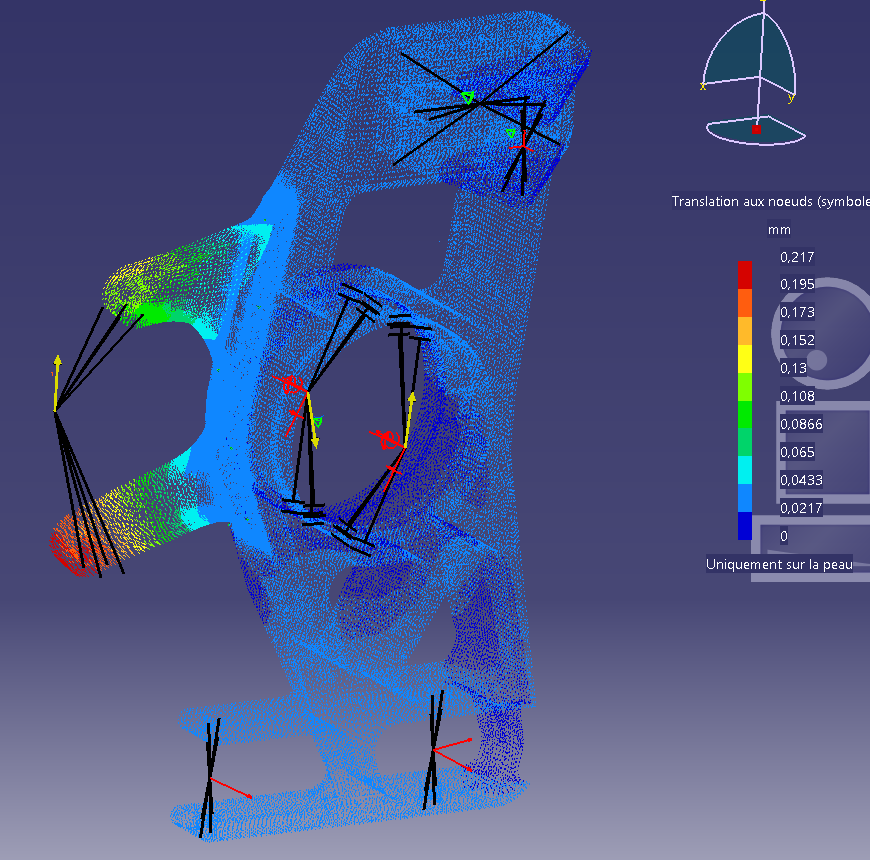 x
y
Translation aux noeuds (symbole
mm
0,217
0,195
0,173
0,152
0,13
0,108
0,0866
0,065
0,0433
0,0217
0
Uniquement sur la peau